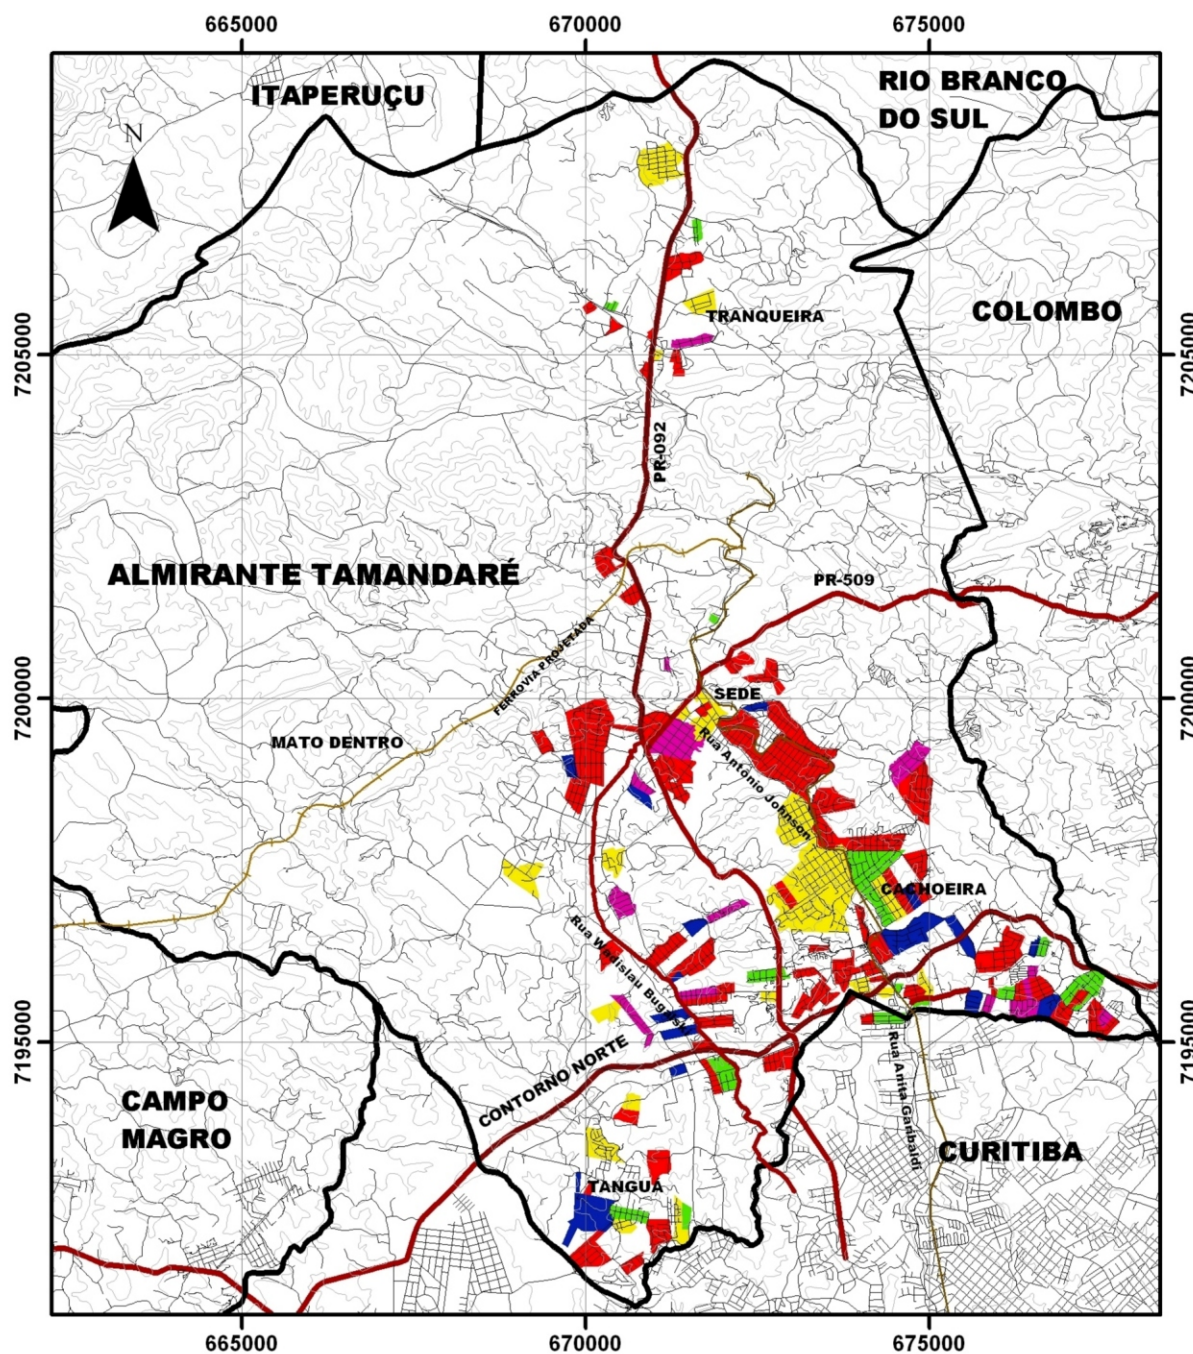 665000
670000
675000
ITAPERUÇU
RIO BRANCO
DO SUL
N
COLOMBO
TRANQUEIRA
7205000
7205000
PR-092
ALMIRANTE TAMANDARÉ
PR-509
FERROVIA PROJETADA
7200000
7200000
SEDE
MATO DENTRO
Rua Antônio Johnson
CACHOEIRA
Rua Wadislau Bugalski
7195000
7195000
CONTORNO NORTE
Rua Anita Garibaldi
CAMPO
MAGRO
CURITIBA
TANGUÁ
665000
670000
675000